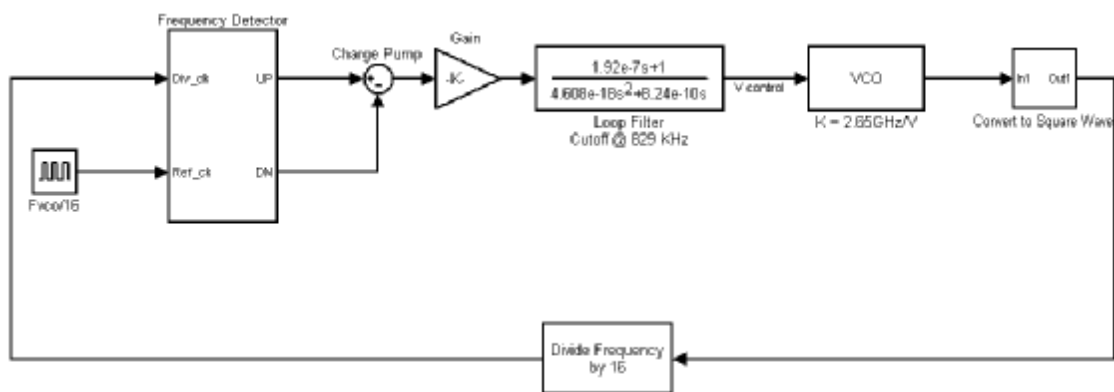 Frequency Detector
Div_clk
UP
Ref_ck
DN
Fvco/16
Charge Pump
+
-
Gain
-K-
1.92e-7s+1
4.608e-18s²+6.24e-10s
Loop Filter
Cutoff @ 829 KHz
V control
VCO
K = 2.65GHz/V
In1
Out1
Convert to Square Wave
Divide Frequency
by 16